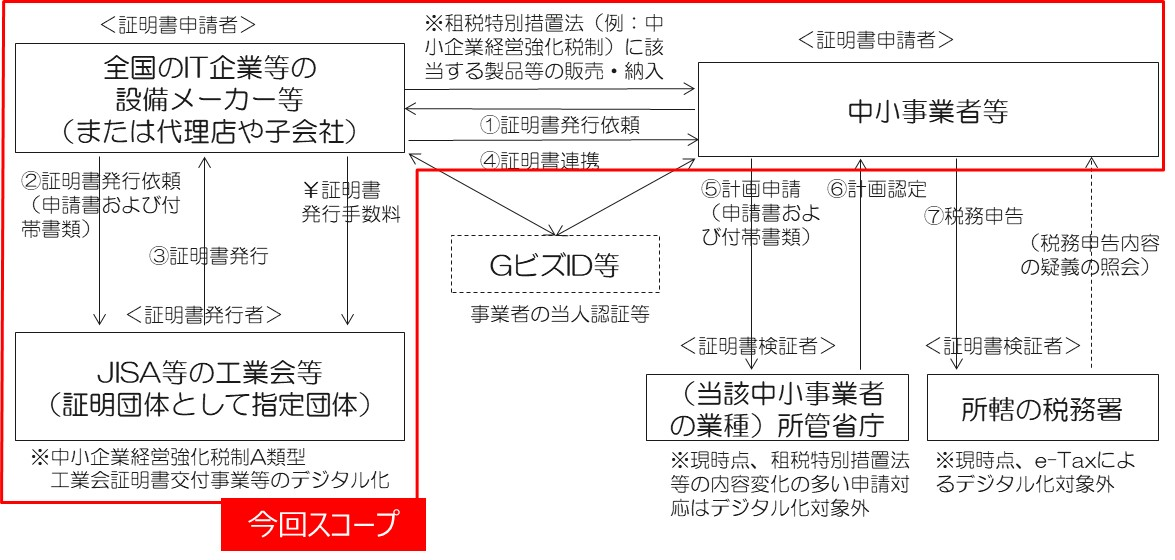 ＜証明書申請者＞
全国のIT企業等の
設備メーカー等
（または代理店や子会社）
※租税特別措置法（例：中
小企業経営強化税制）に該
当する製品等の販売・納入
＜証明書申請者＞
中小事業者等
①証明書発行依頼
④証明書連携
②証明書発行依頼
（申請書および付
帯書類）
③証明書発行
￥証明書
発行手数料
GビズID等
事業者の当人認証等
⑤計画申請
（申請書およ
び付帯書類）
⑥計画認定
⑦税務申告
（税務申告内容
の疑義の照会）
＜証明書発行者＞
JISA等の工業会等
（証明団体として指定団体）
※中小企業経営強化税制A類型
工業会証明書交付事業等のデジタル化
＜証明書検証者＞
（当該中小事業者
の業種）所管省庁
※現時点、租税特別措置法
等の内容変化の多い申請対
応はデジタル化対象外
＜証明書検証者＞
所轄の税務署
※現時点、e-Taxによ
るデジタル化対象外
今回スコープ